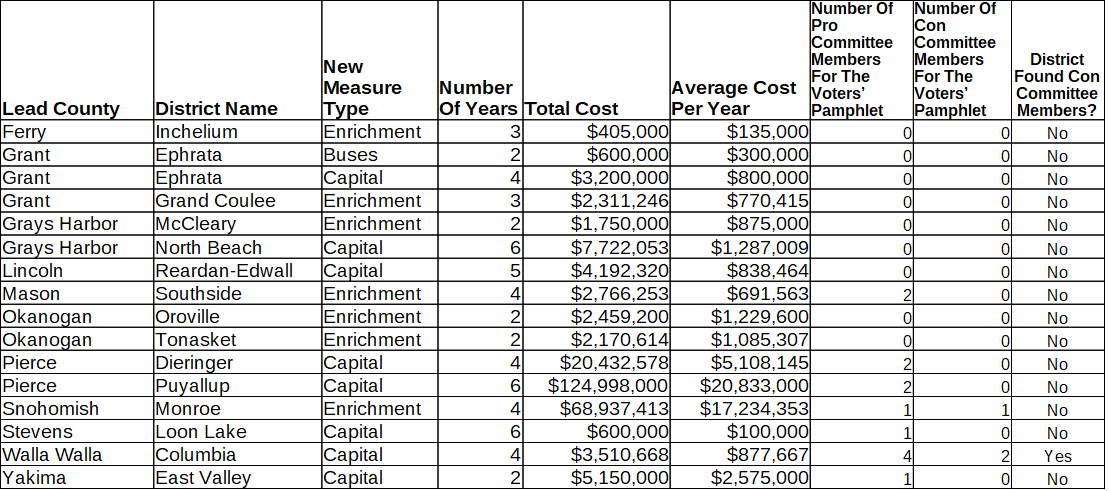 Lead County District Name New Measure Type Number Of Years Total Cost Average Cost Per Year Number Of Pro Committee Members For The Voters’ Pamphlet Number Of Con Committee Members For The Voters’ Pamphlet District Found Con Committee Members?
Ferry Inchelium Enrichment 3 $405,000 $135,000 0 0 No
Grant Ephrata Buses 2 $600,000 $300,000 0 0 No
Grant Ephrata Capital 4 $3,200,000 $800,000 0 0 No
Grant Grand Coulee Enrichment 3 $2,311,246 $770,415 0 0 No
Grays Harbor McCleary Enrichment 2 $1,750,000 $875,000 0 0 No
Grays Harbor North Beach Capital 6 $7,722,053 $1,287,009 0 0 No
Lincoln Reardan-Edwall Capital 5 $4,192,320 $838,464 0 0 No
Mason Southside Enrichment 4 $2,766,253 $691,563 2 0 No
Okanogan Oroville Enrichment 2 $2,459,200 $1,229,600 0 0 No
Okanogan Tonasket Enrichment 2 $2,170,614 $1,085,307 0 0 No
Pierce Dieringer Capital 4 $20,432,578 $5,108,145 2 0 No
Pierce Puyallup Capital 6 $124,998,000 $20,833,000 2 0 No
Snohomish Monroe Enrichment 4 $68,937,413 $17,234,353 1 1 No
Stevens Loon Lake Capital 6 $600,000 $100,000 1 0 No
Walla Walla Columbia Capital 4 $3,510,668 $877,667 4 2 Yes
Yakima East Valley Capital 2 $5,150,000 $2,575,000 1 0 No